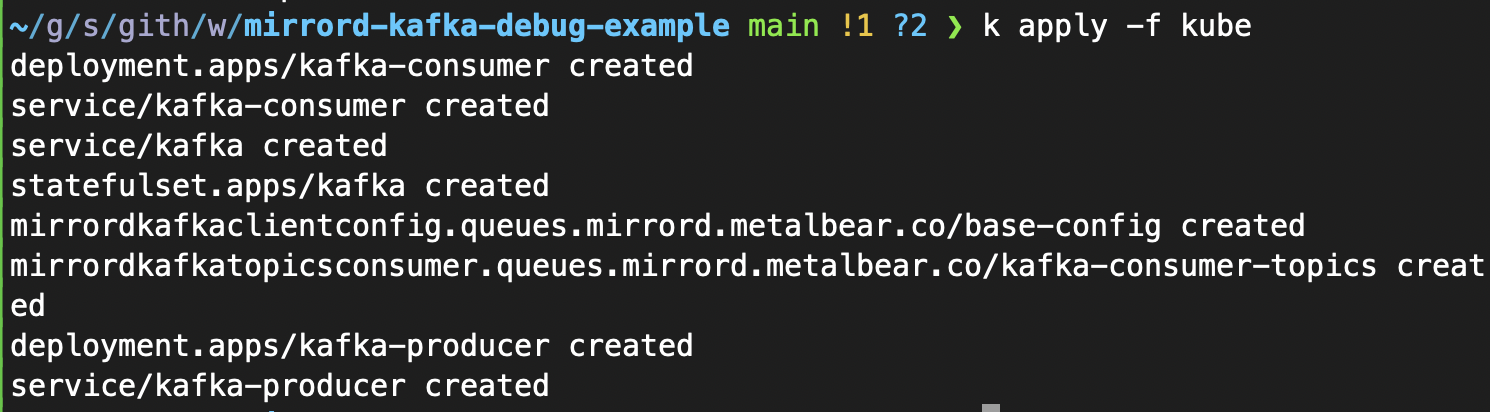 ~/g/s/gith/w/mirrord-kafka-debug-example main !1 ?2 ❯ k apply -f kube
deployment.apps/kafka-consumer created
service/kafka-consumer created
service/kafka created
statefulset.apps/kafka created
mirrordkafkaclientconfig.queues.mirrord.metalbear.co/base-config created
mirrordkafkatopicsconsumer.queues.mirrord.metalbear.co/kafka-consumer-topics creat
ed
deployment.apps/kafka-producer created
service/kafka-producer created